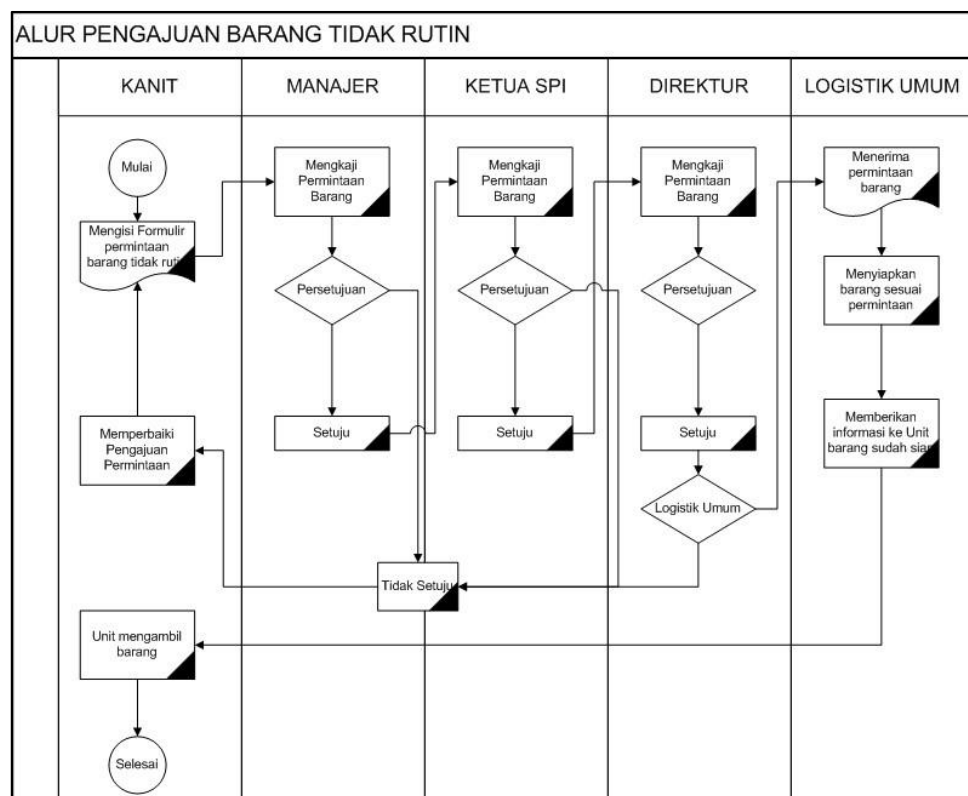 ALUR PENGAJUAN BARANG TIDAK RUTIN
KANIT
MANAJER
KETUA SPI
DIREKTUR
LOGISTIK UMUM
Mulai
Mengisi Formulir
permintaan
barang tidak rutin
Memperbaiki
Pengajuan
Permintaan
Unit mengambil
barang
Selesai
Mengkaji
Permintaan
Barang
Persetujuan
Setuju
Tidak Setuju
Mengkaji
Permintaan
Barang
Persetujuan
Setuju
Mengkaji
Permintaan
Barang
Persetujuan
Setuju
Logistik Umum
Menerima
permintaan
barang
Menyiapkan
barang sesuai
permintaan
Memberikan
informasi ke Unit
barang sudah siap